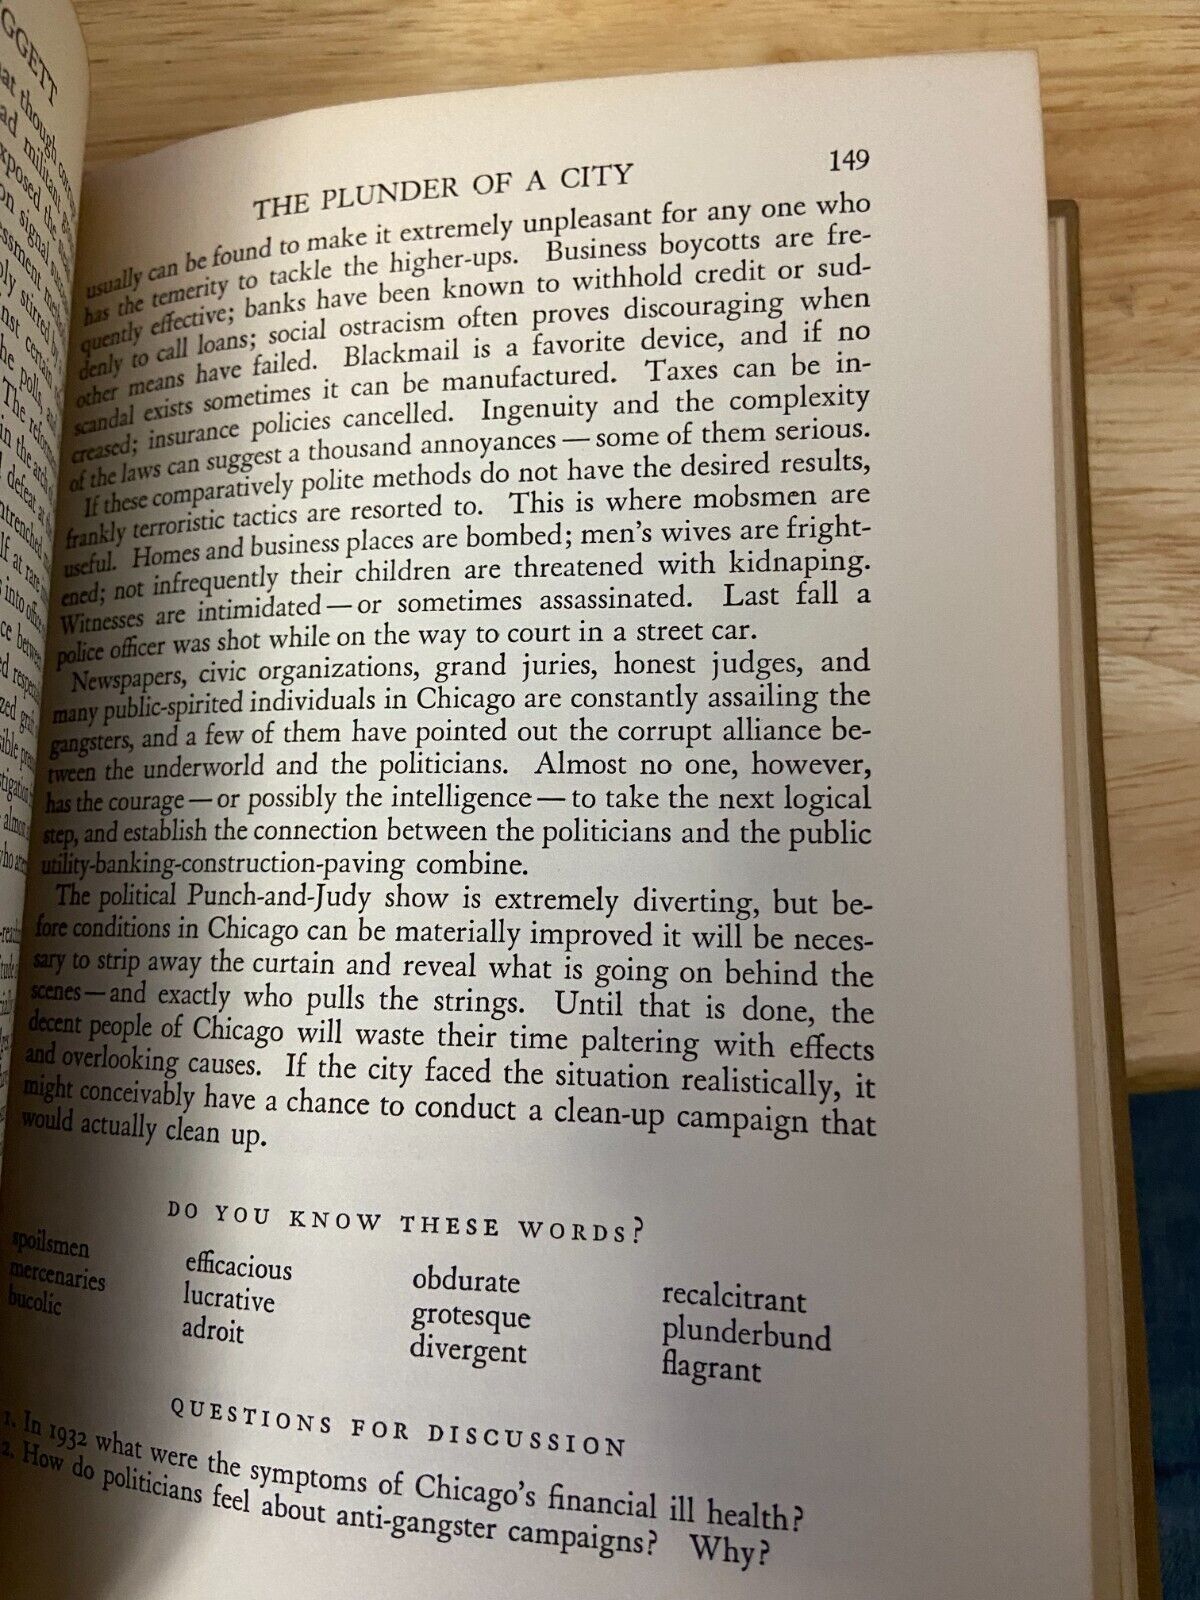 GGETT
THE PLUNDER OF A CITY 149
usually can be found to make it extremely unpleasant for any one who
has the temerity to tackle the higher-ups. Business boycotts are fre-
quently effective; banks have been known to withhold credit or sud-
denly to call loans; social ostracism often proves discouraging when
other means have failed. Blackmail is a favorite device, and if no
scandal exists sometimes it can be manufactured. Taxes can be in-
creased; insurance policies cancelled. Ingenuity and the complexity
of the laws can suggest a thousand annoyances — some of them serious.
If these comparatively polite methods do not have the desired results,
frankly terroristic tactics are resorted to. This is where mobsmen are
useful. Homes and business places are bombed; men's wives are fright-
ened; not infrequently their children are threatened with kidnaping.
Witnesses are intimidated — or sometimes assassinated. Last fall a
police officer was shot while on the way to court in a street car.
Newspapers, civic organizations, grand juries, honest judges, and
many public-spirited individuals in Chicago are constantly assailing the
gangsters, and a few of them have pointed out the corrupt alliance be-
tween the underworld and the politicians. Almost no one, however,
has the courage — or possibly the intelligence — to take the next logical
step, and establish the connection between the politicians and the public
utility-banking-construction-paving combine.
The political Punch-and-Judy show is extremely diverting, but be-
fore conditions in Chicago can be materially improved it will be neces-
sary to strip away the curtain and reveal what is going on behind the
scenes — and exactly who pulls the strings. Until that is done, the
decent people of Chicago will waste their time paltering with effects
and overlooking causes. If the city faced the situation realistically, it
might conceivably have a chance to conduct a clean-up campaign that
would actually clean up.
DO YOU KNOW THESE WORDS?
spoilsmen efficacious obdurate recalcitrant
mercenaries lucrative grotesque plunderbund
bucolic adroit divergent flagrant
QUESTIONS FOR DISCUSSION
1. In 1932 what were the symptoms of Chicago's financial ill health?
2. How do politicians feel about anti-gangster campaigns? Why?